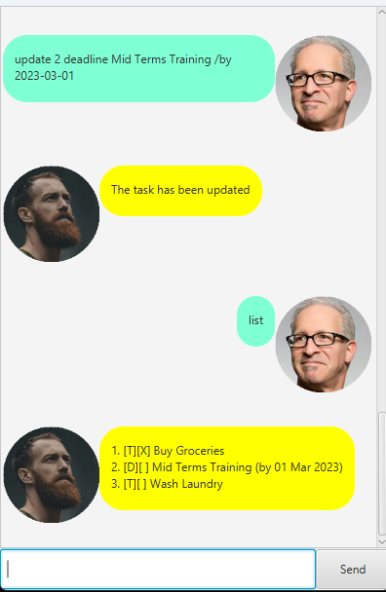 update 2 deadline Mid Terms Training /by
2023-03-01
The task has been updated
list
1. [T][X] Buy Groceries
2. [D][ ] Mid Terms Training (by 01 Mar 2023)
3. [T][ ] Wash Laundry
Send